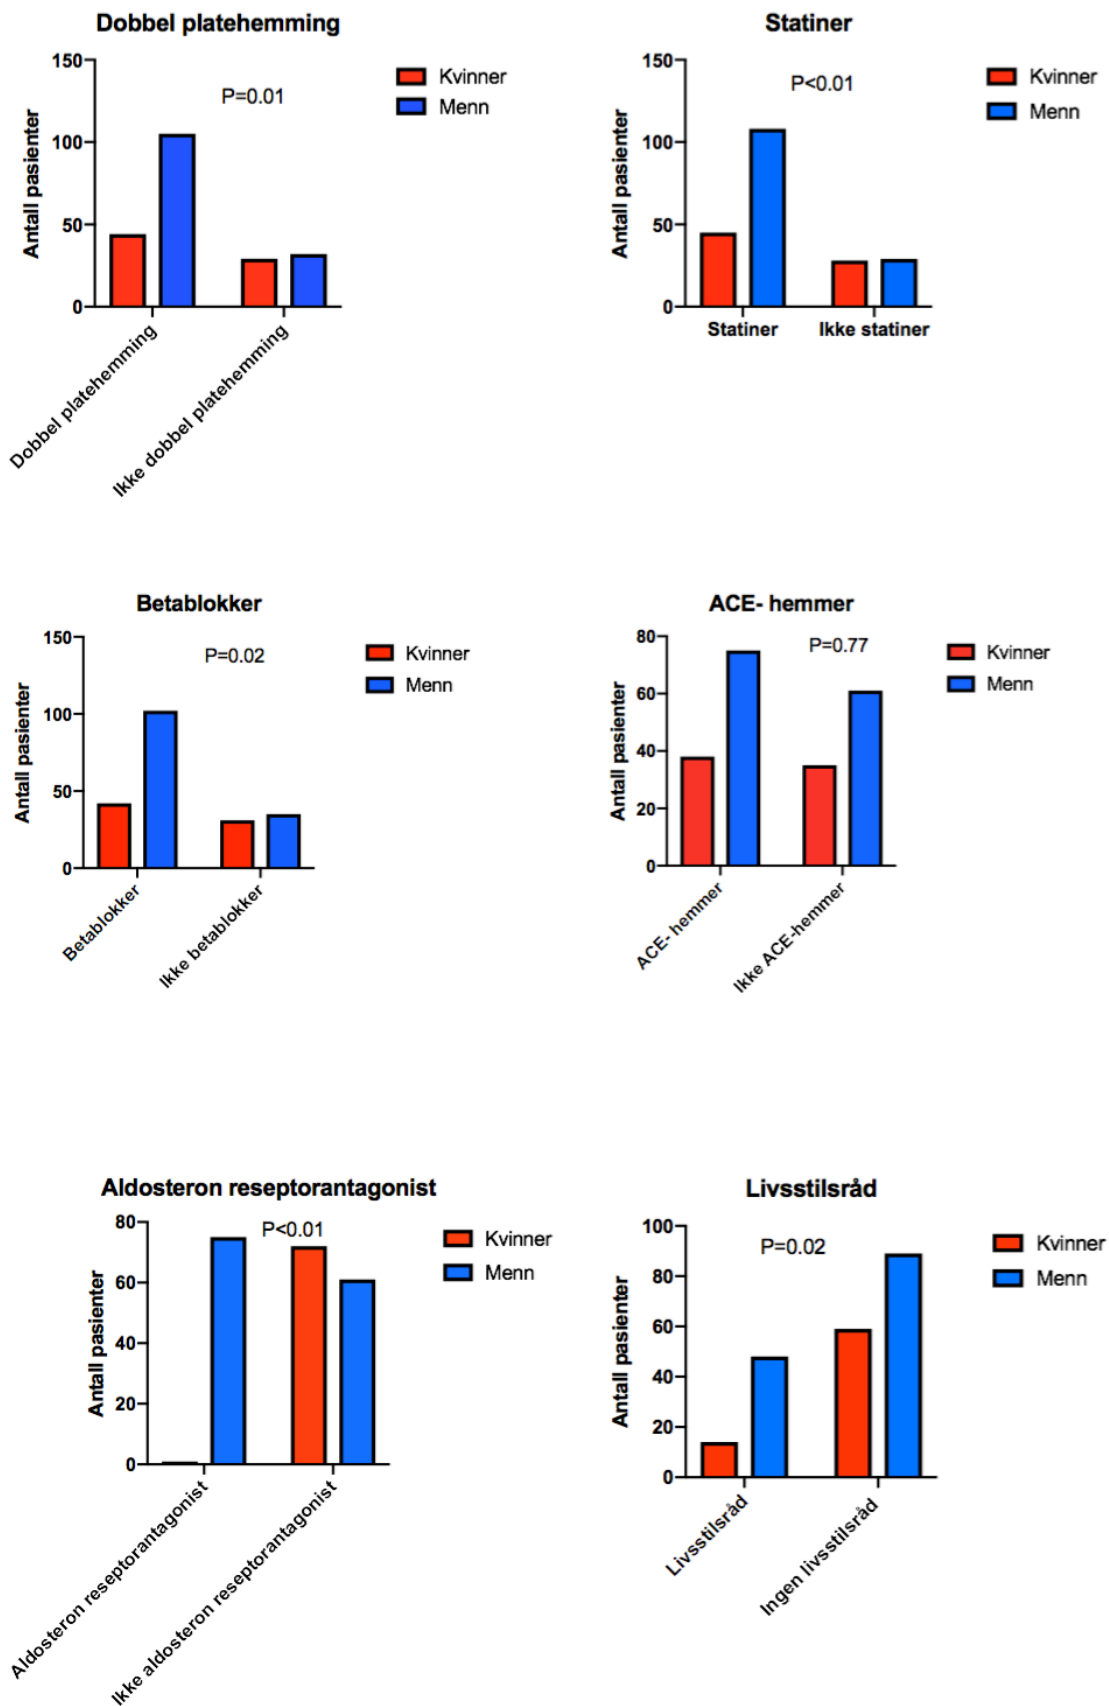 Dobbel platehemming
150
100
50
0
Antall pasienter
P=0.01
Kvinner
Menn
Dobbel platehemming
Ikke dobbel platehemming
Statiner
150
100
50
0
Antall pasienter
P<0.01
Kvinner
Menn
Statiner
Ikke statiner
Betablokker
150
100
50
0
Antall pasienter
P=0.02
Kvinner
Menn
Betablokker
Ikke betablokker
ACE- hemmer
80
60
40
20
0
Antall pasienter
P=0.77
Kvinner
Menn
ACE- hemmer
Ikke ACE-hemmer
Aldosteron reseptorantagonist
80
60
40
20
0
Antall pasienter
P<0.01
Kvinner
Menn
Aldosteron reseptorantagonist
Ikke aldosteron reseptorantagonist
Livsstilsråd
100
80
60
40
20
0
Antall pasienter
P=0.02
Kvinner
Menn
Livsstilsråd
Ingen livsstilsråd